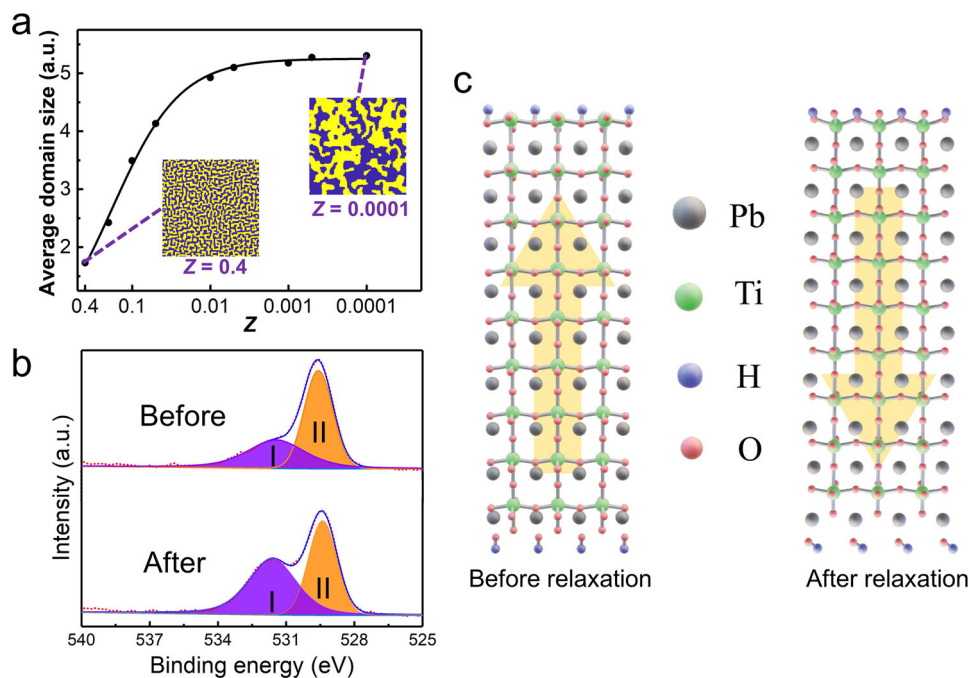 a
Average domain size (a.u.)
5
4
3
2
0.4
0.1
0.01
0.001
0.0001
Z
Z = 0.4
Z = 0.0001
b
Intensity (a.u.)
Before
I
II
After
I
II
540
537
534
531
528
525
Binding energy (eV)
c
Pb
Ti
H
O
Before relaxation
After relaxation